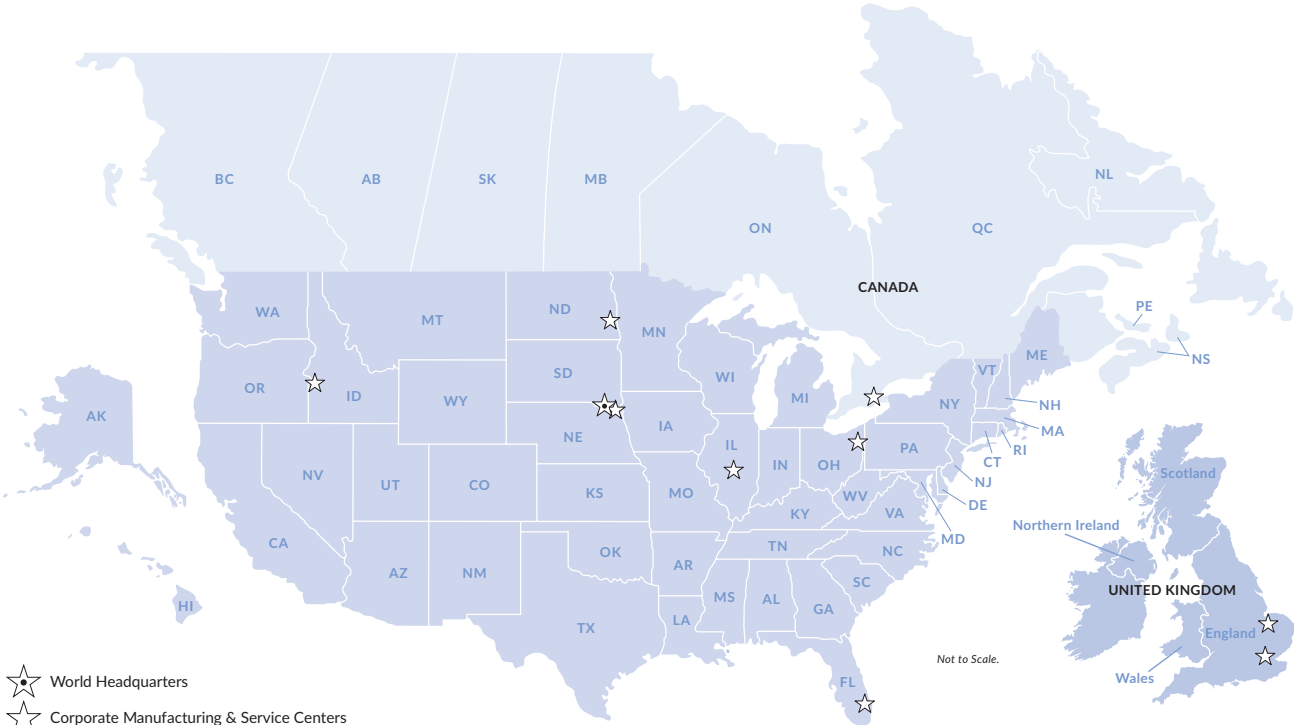 BC
AB
SK
MB
ON
QC
NL
CANADA
PE
NS
WA
MT
ND
MN
VT
ME
OR
ID
SD
WI
MI
NY
NH
MA
RI
CT
AK
WY
NE
IA
IL
IN
OH
PA
NJ
DE
MD
NV
UT
CO
KS
MO
KY
WV
VA
CA
AZ
NM
OK
AR
TN
NC
SC
MS
AL
GA
HI
TX
LA
FL
Scotland
Northern Ireland
UNITED KINGDOM
England
Wales
Not to Scale.
World Headquarters
Corporate Manufacturing & Service Centers